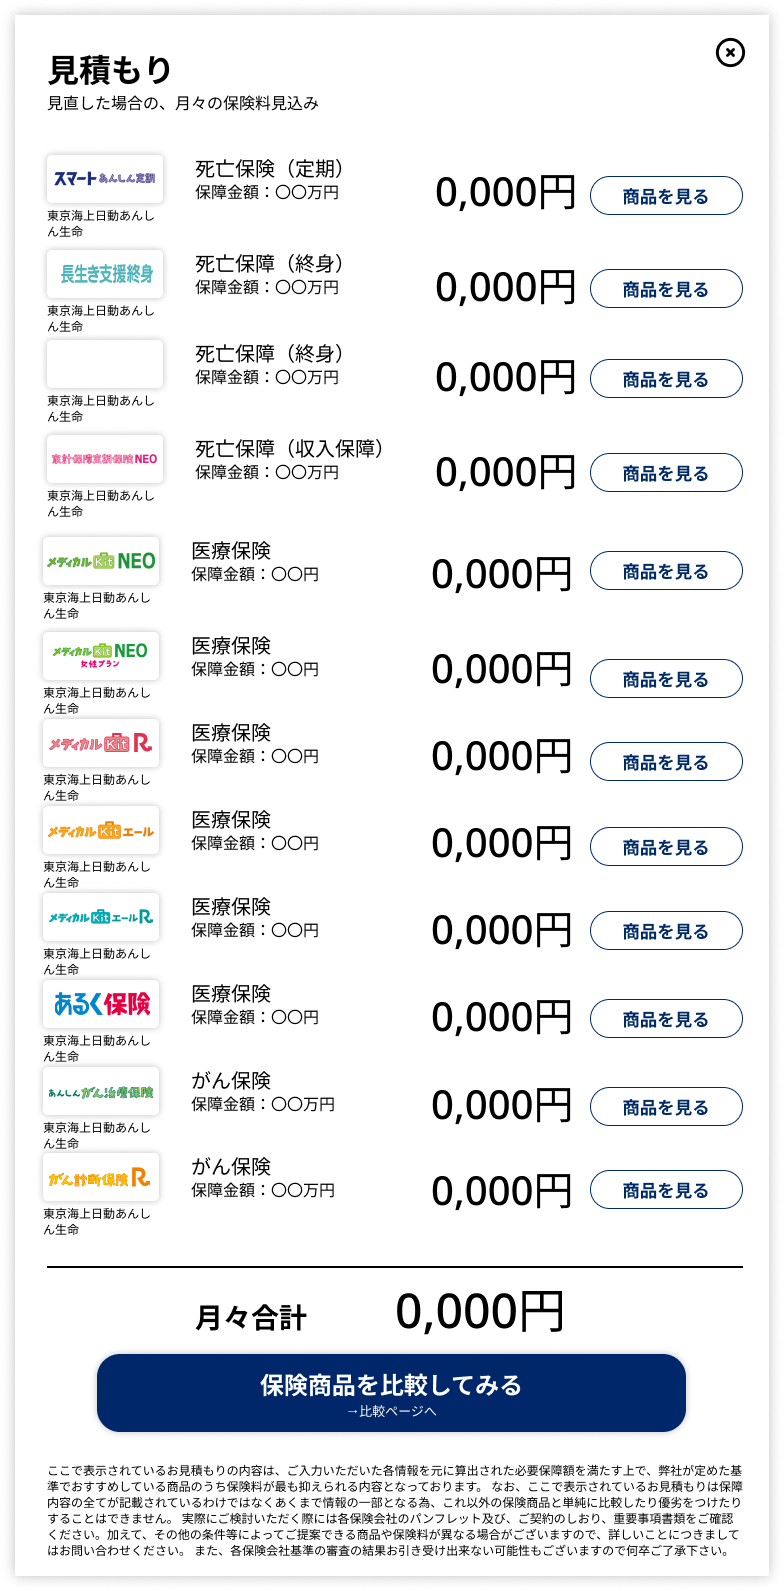 見積もり
見直した場合の、月々の保険料見込み
スマートあんしん定期
東京海上日動あんし
ん生命
死亡保険（定期）
保障金額：〇〇万円
0,000円
商品を見る
長生き支援終身
東京海上日動あんし
ん生命
死亡保障（終身）
保障金額：〇〇万円
0,000円
商品を見る
東京海上日動あんし
ん生命
死亡保障（終身）
保障金額：〇〇万円
0,000円
商品を見る
家計保障定期保険NEO
東京海上日動あんし
ん生命
死亡保障（収入保障）
保障金額：〇〇万円
0,000円
商品を見る
メディカルKit NEO
東京海上日動あんし
ん生命
医療保険
保障金額：〇〇円
0,000円
商品を見る
メディカルKit NEO
女性プラン
東京海上日動あんし
ん生命
医療保険
保障金額：〇〇円
0,000円
商品を見る
メディカルKit R
東京海上日動あんし
ん生命
医療保険
保障金額：〇〇円
0,000円
商品を見る
メディカルKit エール
東京海上日動あんし
ん生命
医療保険
保障金額：〇〇円
0,000円
商品を見る
メディカルKit エールR
東京海上日動あんし
ん生命
医療保険
保障金額：〇〇円
0,000円
商品を見る
あるく保険
東京海上日動あんし
ん生命
医療保険
保障金額：〇〇円
0,000円
商品を見る
あんしんがん治療保険
東京海上日動あんし
ん生命
がん保険
保障金額：〇〇万円
0,000円
商品を見る
がん診断保険R
東京海上日動あんし
ん生命
がん保険
保障金額：〇〇万円
0,000円
商品を見る
月々合計
0,000円
保険商品を比較してみる
→比較ページへ
ここで表示されているお見積もりの内容は、ご入力いただいた各情報を元に算出された必要保障額を満たす上で、弊社が定めた基
準でおすすめしている商品のうち保険料が最も抑えられる内容となっております。 なお、ここで表示されているお見積もりは保障
内容の全てが記載されているわけではなくあくまで情報の一部となる為、これ以外の保険商品と単純に比較したり優劣をつけたり
することはできません。 実際にご検討いただく際には各保険会社のパンフレット及び、ご契約のしおり、重要事項書類をご確認
ください。加えて、その他の条件等によってご提案できる商品や保険料が異なる場合がございますので、詳しいことにつきまして
はお問い合わせください。 また、各保険会社基準の審査の結果お引き受け出来ない可能性もございますので何卒ご了承下さい。